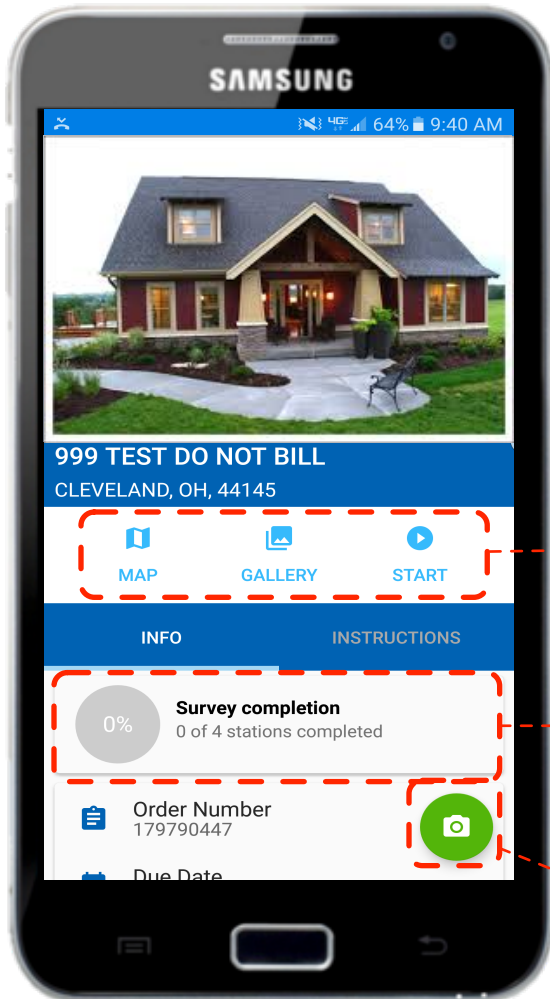 SAMSUNG
4GE 64% 9:40 AM
999 TEST DO NOT BILL
CLEVELAND, OH, 44145
MAP GALLERY START
INFO INSTRUCTIONS
0%
Survey completion
0 of 4 stations completed
Order Number
179790447
Due Date